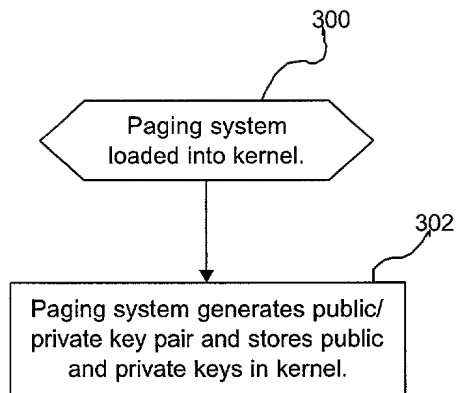 300
Paging system
loaded into kernel.
302
Paging system generates public/
private key pair and stores public
and private keys in kernel.